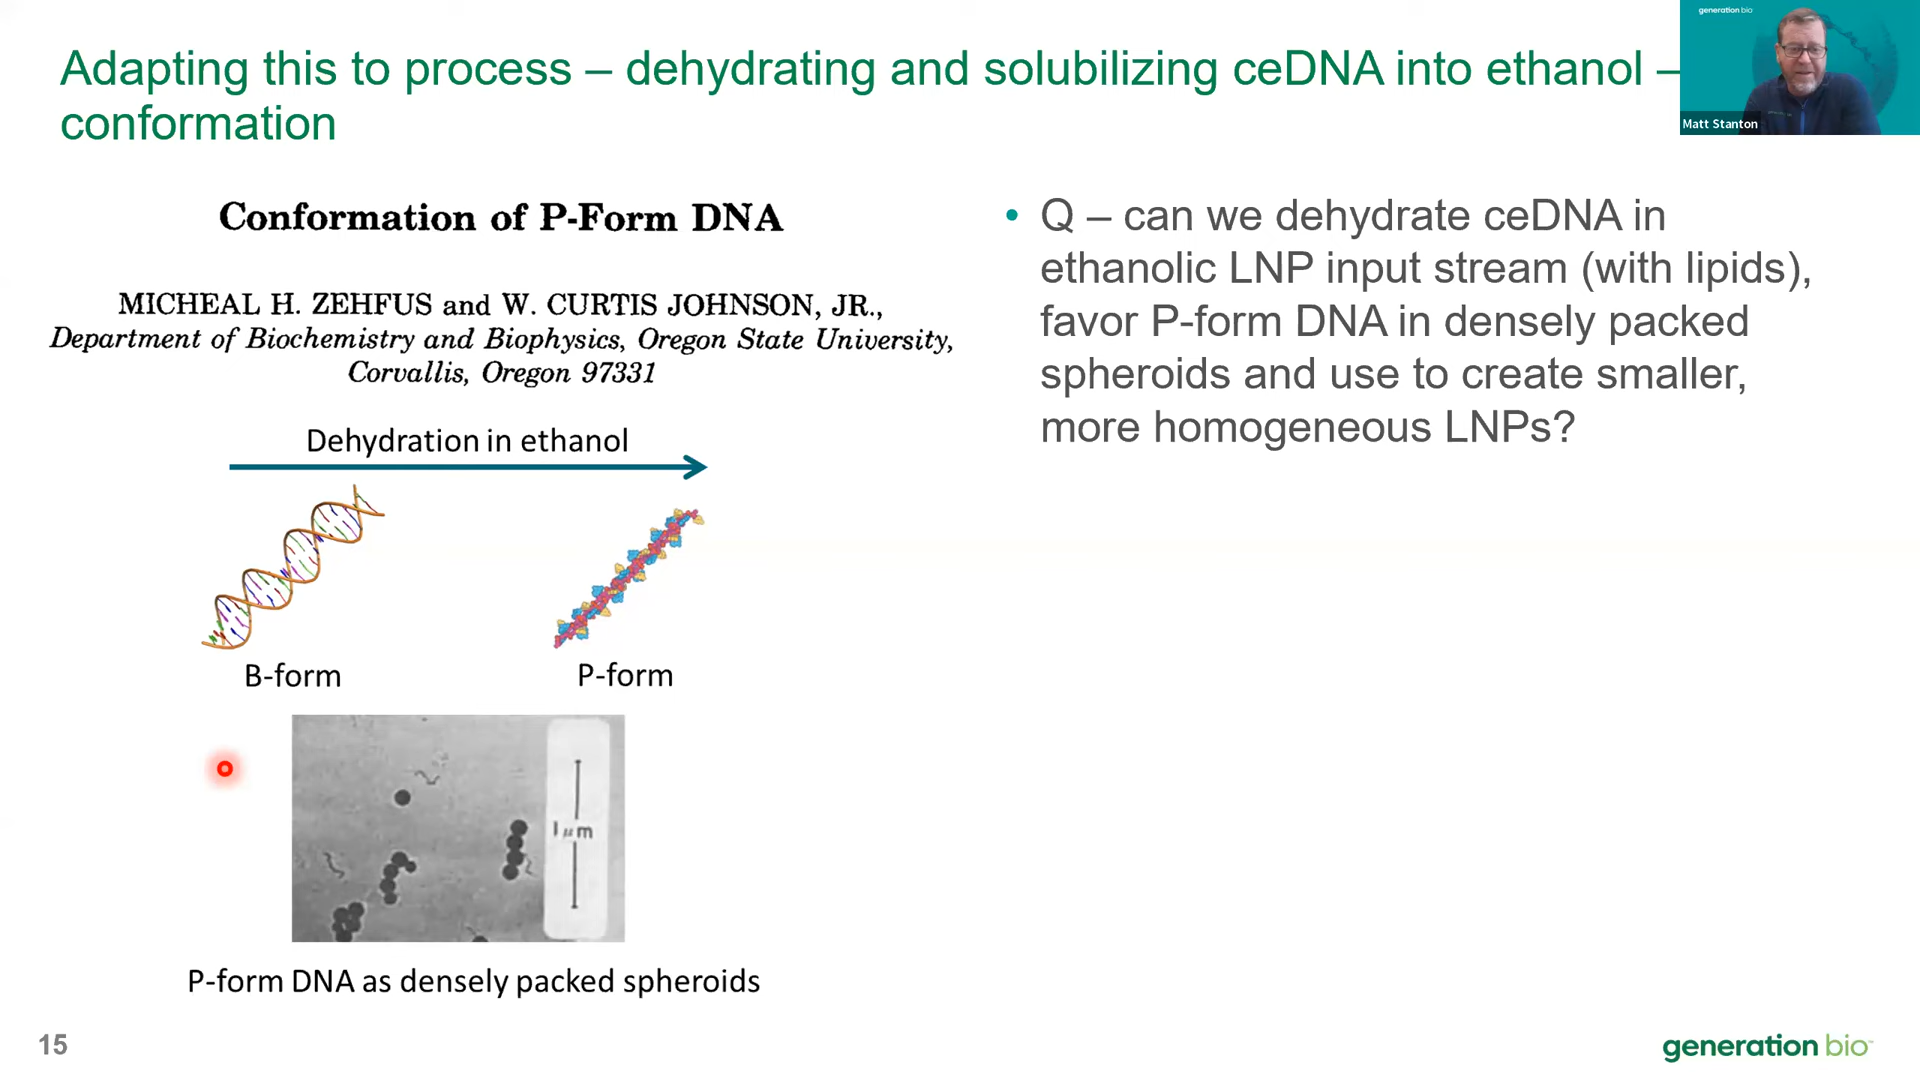 generation bio
Matt Stanton
Adapting this to process – dehydrating and solubilizing ceDNA into ethanol –
conformation
Conformation of P-Form DNA
MICHEAL H. ZEHFUS and W. CURTIS JOHNSON, JR.,
Department of Biochemistry and Biophysics, Oregon State University,
Corvallis, Oregon 97331
Dehydration in ethanol
B-form
P-form
1 μm
P-form DNA as densely packed spheroids
• Q – can we dehydrate ceDNA in
ethanolic LNP input stream (with lipids),
favor P-form DNA in densely packed
spheroids and use to create smaller,
more homogeneous LNPs?
15
generation bio™